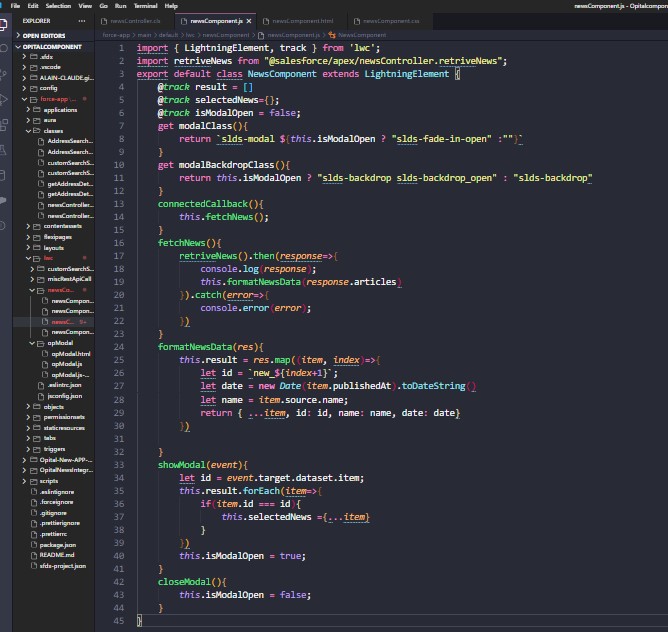 File Edit Selection View Go Run Terminal Help
newsComponent.js - Opitalcompon
EXPLORER
newsController.cls
newsComponent.js
newsComponent.html
newsComponent.css
OPEN EDITORS
OPITALCOMPONENT
.sfdx
.vscode
ALAIN-CLAUDE.gi...
config
force-app
applications
aura
classes
AddressSearch...
AddressSearch...
customSearchS...
customSearchS...
getAddressDet...
getAddressDet...
newsController...
newsController...
contentassets
flexipages
layouts
lwc
customSearchS...
miscRestApiCall
newsCo...
newsCompon...
newsCompon...
newsC...
newsCompon...
opModal
opModal.html
opModal.js
opModal.js-...
.eslintrc.json
jsconfig.json
objects
permissionsets
staticresources
tabs
triggers
Opital-New-APP-...
OpitalNewsIntegr...
scripts
.eslintignore
.forceignore
.gitignore
.prettierignore
.prettierrc
package.json
README.md
sfdx-project.json
force-app > main > default > lwc > newsComponent > newsComponent.js > NewsComponent
1 import { LightningElement, track } from 'lwc';
2 import retriveNews from "@salesforce/apex/newsController.retriveNews";
3 export default class NewsComponent extends LightningElement {
4 @track result = []
5 @track selectedNews={};
6 @track isModalOpen = false;
7 get modalClass(){
8 return `slds-modal ${this.isModalOpen ? "slds-fade-in-open" :""}`
9 }
10 get modalBackdropClass(){
11 return this.isModalOpen ? "slds-backdrop slds-backdrop_open" : "slds-backdrop"
12 }
13 connectedCallback(){
14 this.fetchNews();
15 }
16 fetchNews(){
17 retriveNews().then(response=>{
18 console.log(response);
19 this.formatNewsData(response.articles)
20 }).catch(error=>{
21 console.error(error);
22 })
23 }
24 formatNewsData(res){
25 this.result = res.map((item, index)=>{
26 let id = `new_${index+1}`;
27 let date = new Date(item.publishedAt).toDateString()
28 let name = item.source.name;
29 return { ...item, id: id, name: name, date: date}
30 })
31
32 }
33 showModal(event){
34 let id = event.target.dataset.item;
35 this.result.forEach(item=>{
36 if(item.id === id){
37 this.selectedNews ={...item}
38 }
39 })
40 this.isModalOpen = true;
41 }
42 closeModal(){
43 this.isModalOpen = false;
44 }
45 }